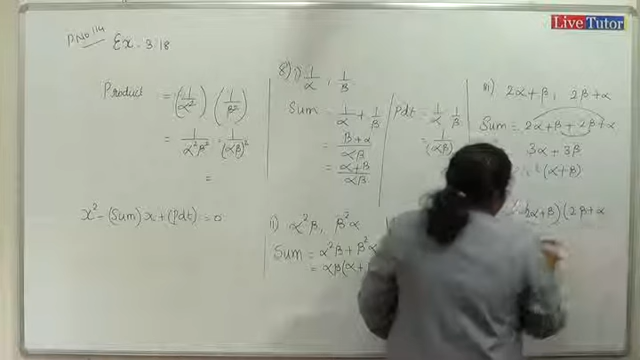 Live Tutor
P.No 114 Ex. 3.18
Product = (1/α²) (1/β²)
= 1/α²β² = 1/(αβ)²
=
x² - (Sum) x + (Pdt) = 0
8) i) 1/α , 1/β
Sum = 1/α + 1/β
= β+α/αβ
= α+β/αβ
Pdt = 1/α . 1/β
= 1/(αβ)
ii) α²β, β²α
Sum = α²β + β²α
= αβ(α+
iii) 2α+β, 2β+α
Sum = 2α+β + 2β+α
3α + 3β
(α+β)
2α+β) (2β+α